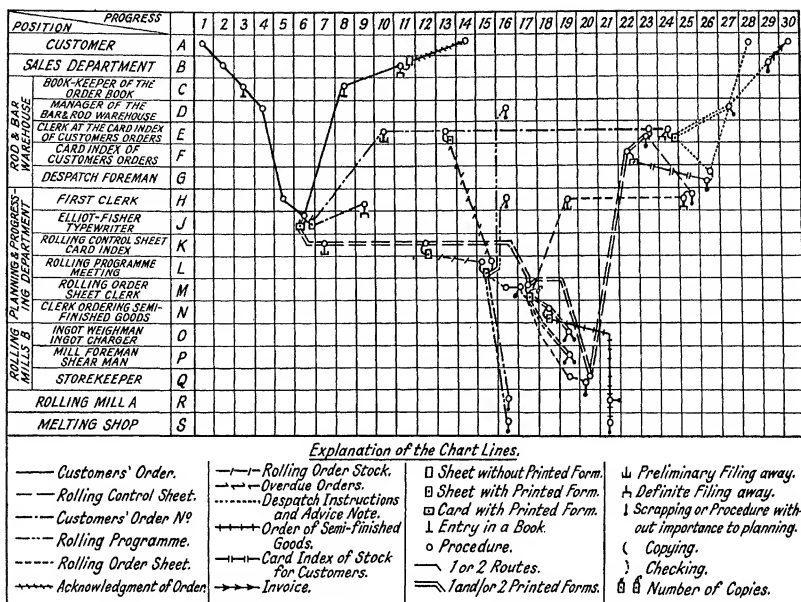 PROGRESS
POSITION
1 2 3 4 5 6 7 8 9 10 11 12 13 14 15 16 17 18 19 20 21 22 23 24 25 26 27 28 29 30
CUSTOMER A
SALES DEPARTMENT B
ROD & BAR WAREHOUSE
BOOK-KEEPER OF THE
ORDER BOOK C
MANAGER OF THE
BAR & ROD WAREHOUSE D
CLERK AT THE CARD INDEX
OF CUSTOMERS ORDERS E
CARD INDEX OF
CUSTOMERS ORDERS F
DESPATCH FOREMAN G
PLANNING & PROGRESS-
ING DEPARTMENT
FIRST CLERK H
ELLIOT-FISHER
TYPEWRITER J
ROLLING CONTROL SHEET
CARD INDEX K
ROLLING PROGRAMME
MEETING L
ROLLING ORDER
SHEET CLERK M
CLERK ORDERING SEMI-
FINISHED GOODS N
ROLLING MILLS B
INGOT WEIGHMAN
INGOT CHARGER O
MILL FOREMAN
SHEAR MAN P
STOREKEEPER Q
ROLLING MILL A R
MELTING SHOP S
Explanation of the Chart Lines.
Customers' Order.
Rolling Control Sheet.
Customers' Order Nº
Rolling Programme.
Rolling Order Sheet.
Acknowledgment of Order.
Rolling Order Stock.
Overdue Orders.
Despatch Instructions
and Advice Note.
Order of Semi-finished
Goods.
Card Index of Stock
for Customers.
Invoice.
Sheet without Printed Form.
Sheet with Printed Form.
Card with Printed Form.
Entry in a Book.
Procedure.
1 or 2 Routes.
1 and/or 2 Printed Forms.
Preliminary Filing away.
Definite Filing away.
Scrapping or Procedure with-
out importance to planning.
Copying.
Checking.
Number of Copies.